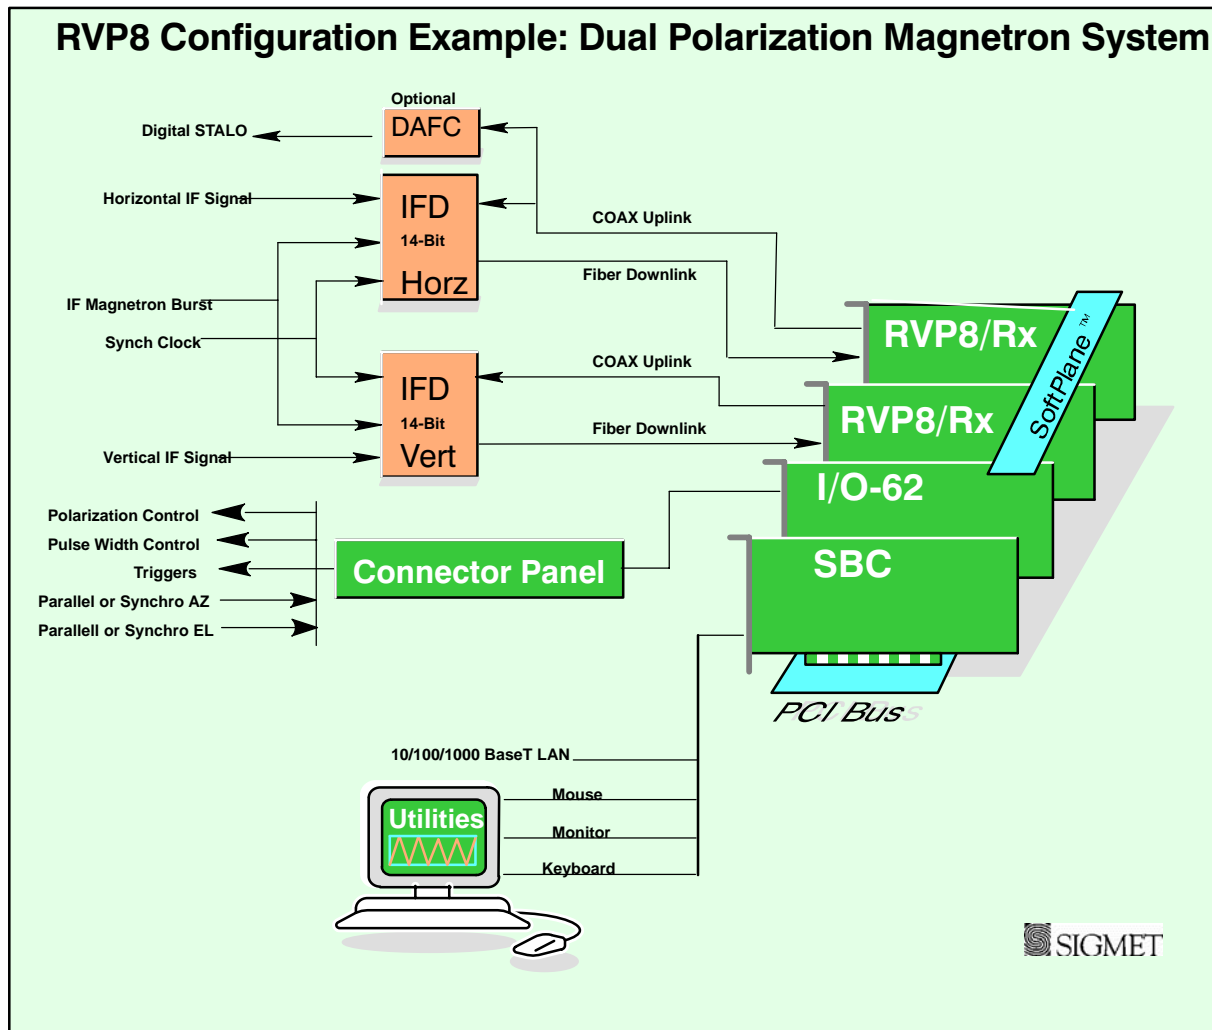 RVP8 Configuration Example: Dual Polarization Magnetron System
Optional
DAFC
Digital STALO
Horizontal IF Signal
IFD
14-Bit
Horz
COAX Uplink
Fiber Downlink
IF Magnetron Burst
Synch Clock
IFD
14-Bit
Vert
COAX Uplink
Fiber Downlink
Vertical IF Signal
RVP8/Rx
SoftPlane ™
RVP8/Rx
I/O-62
SBC
PCI Bus
Polarization Control
Pulse Width Control
Triggers
Parallel or Synchro AZ
Parallell or Synchro EL
Connector Panel
10/100/1000 BaseT LAN
Mouse
Monitor
Keyboard
Utilities
SIGMET